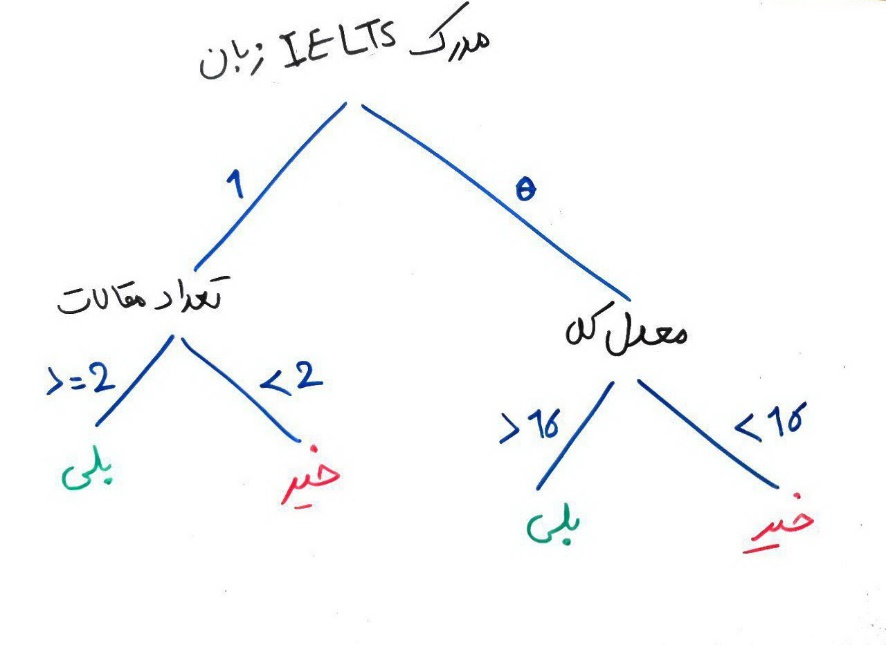 مدرک IELTS زبان
1
0
تعداد مقالات
معدل کل
>=2
<2
>16
<16
بلی
خیر
بلی
خیر